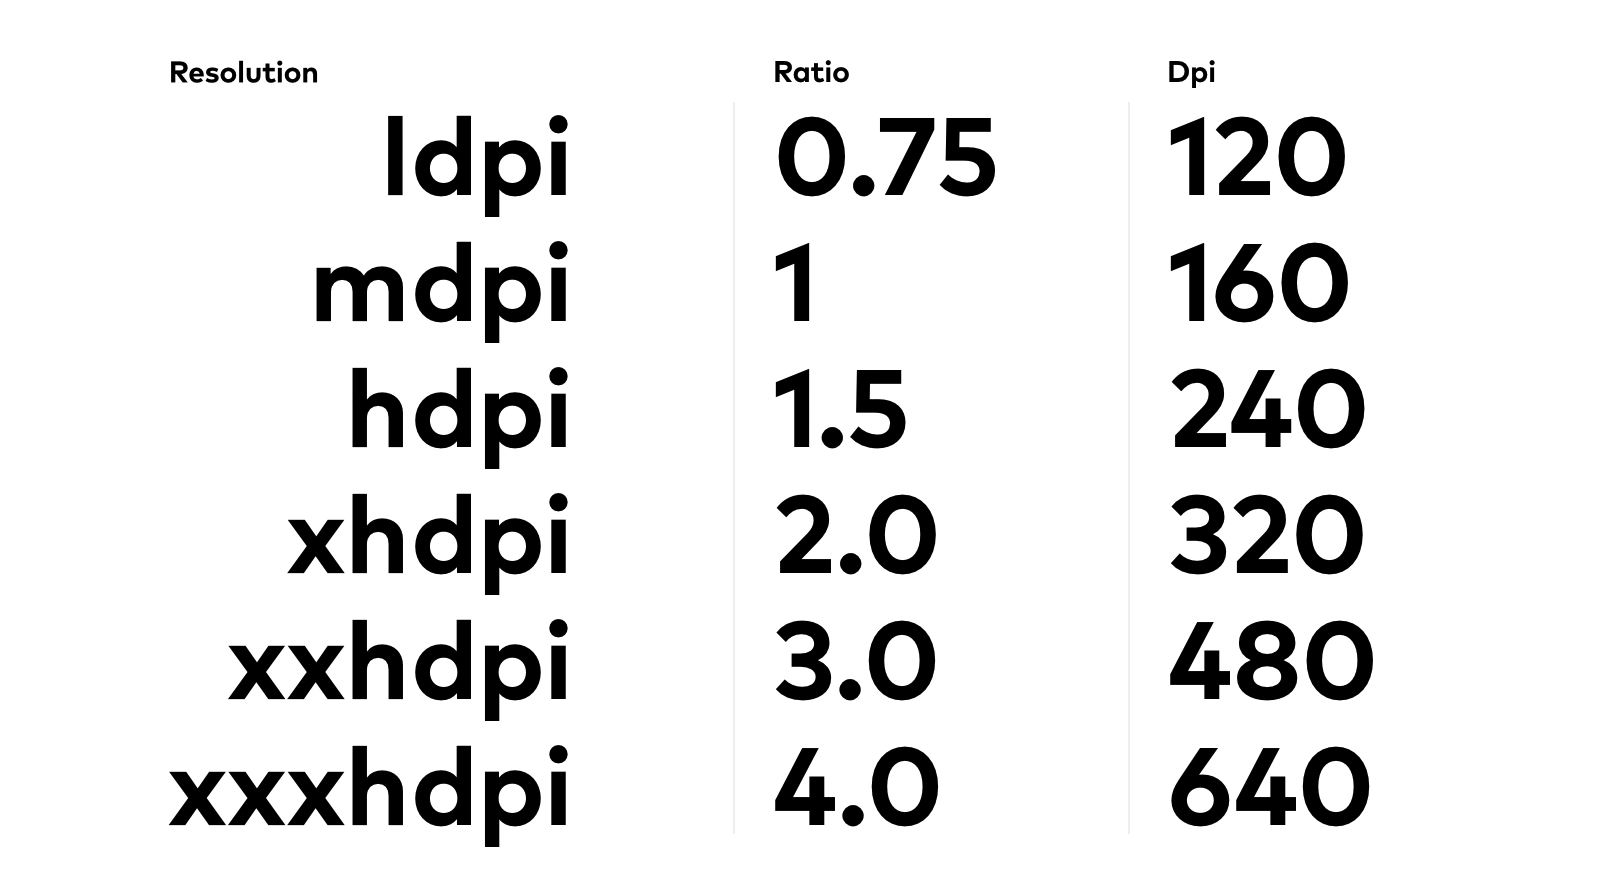 Resolution Ratio Dpi
ldpi 0.75 120
mdpi 1 160
hdpi 1.5 240
xhdpi 2.0 320
xxhdpi 3.0 480
xxxhdpi 4.0 640